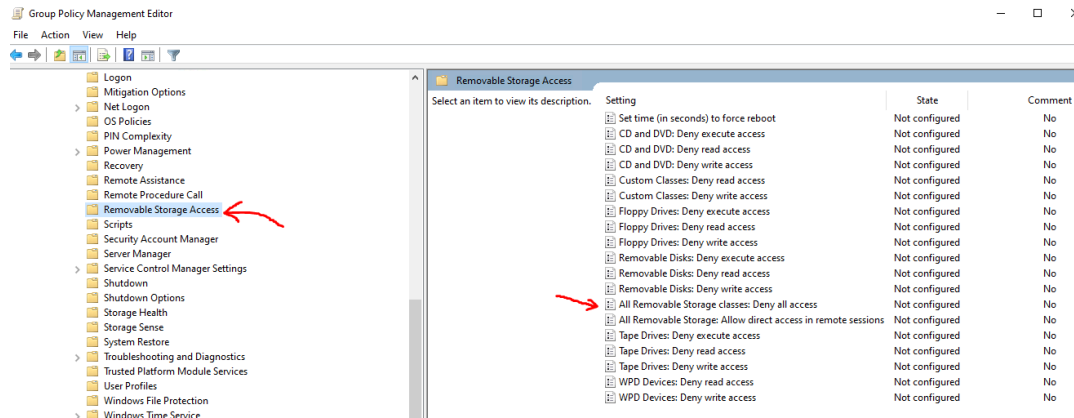 Group Policy Management Editor
File Action View Help
Logon
Mitigation Options
Net Logon
OS Policies
PIN Complexity
Power Management
Recovery
Remote Assistance
Remote Procedure Call
Removable Storage Access
Scripts
Security Account Manager
Server Manager
Service Control Manager Settings
Shutdown
Shutdown Options
Storage Health
Storage Sense
System Restore
Troubleshooting and Diagnostics
Trusted Platform Module Services
User Profiles
Windows File Protection
Windows Time Service
Removable Storage Access
Select an item to view its description.
Setting State Comment
Set time (in seconds) to force reboot Not configured No
CD and DVD: Deny execute access Not configured No
CD and DVD: Deny read access Not configured No
CD and DVD: Deny write access Not configured No
Custom Classes: Deny read access Not configured No
Custom Classes: Deny write access Not configured No
Floppy Drives: Deny execute access Not configured No
Floppy Drives: Deny read access Not configured No
Floppy Drives: Deny write access Not configured No
Removable Disks: Deny execute access Not configured No
Removable Disks: Deny read access Not configured No
Removable Disks: Deny write access Not configured No
All Removable Storage classes: Deny all access Not configured No
All Removable Storage: Allow direct access in remote sessions Not configured No
Tape Drives: Deny execute access Not configured No
Tape Drives: Deny read access Not configured No
Tape Drives: Deny write access Not configured No
WPD Devices: Deny read access Not configured No
WPD Devices: Deny write access Not configured No